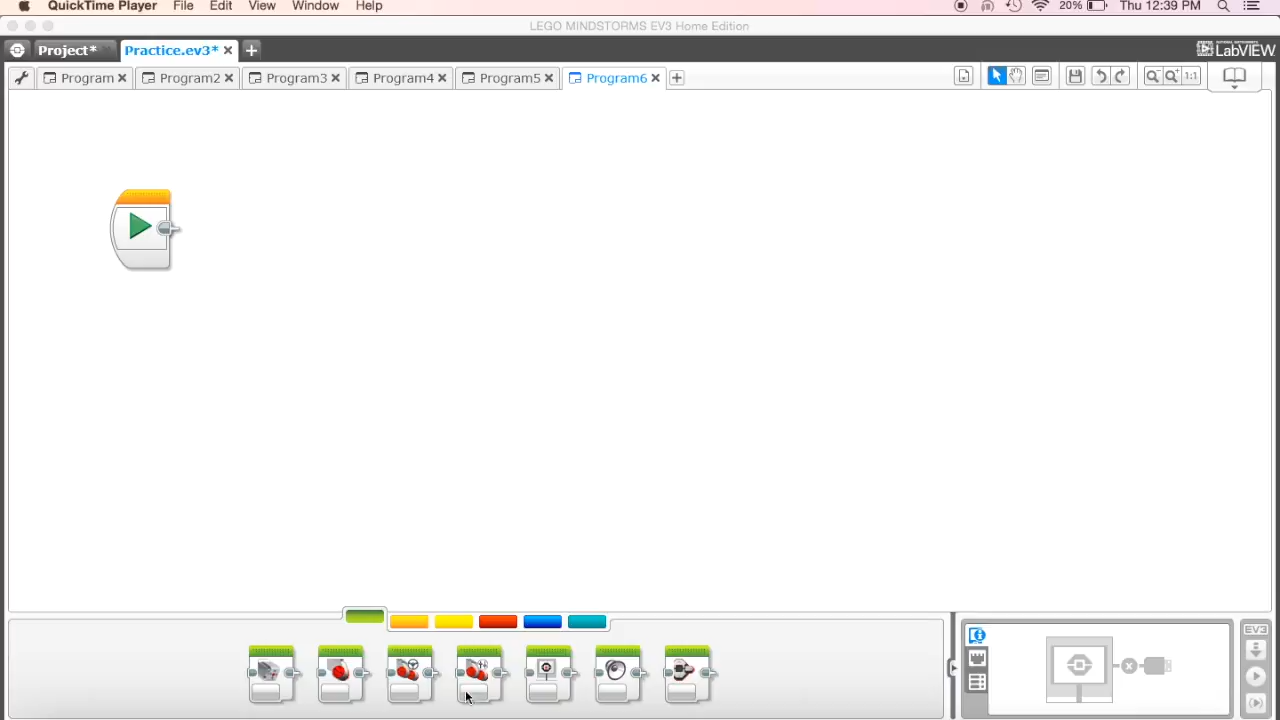 QuickTime Player File Edit View Window Help 20% Thu 12:39 PM
LEGO MINDSTORMS EV3 Home Edition
Project* Practice.ev3* LabVIEW
Program Program2 Program3 Program4 Program5 Program6 1:1
EV3